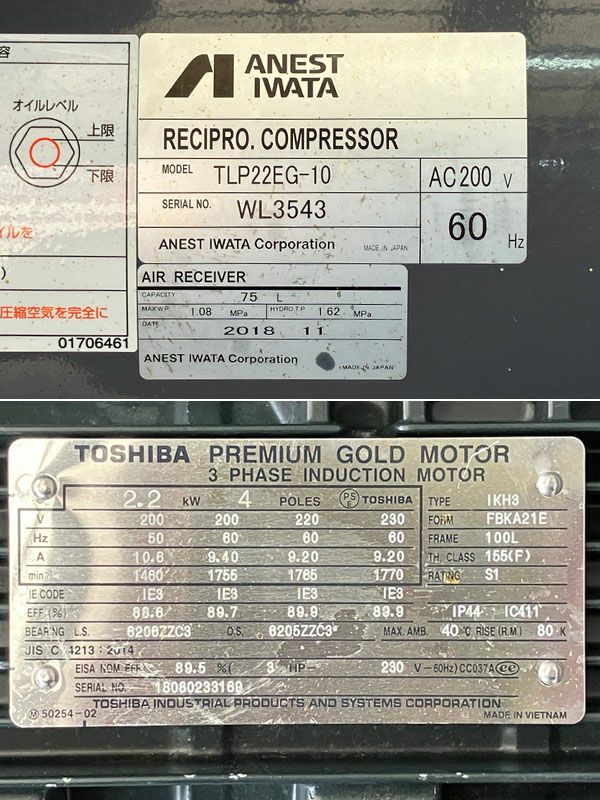 容
オイルレベル
上限
下限
イルを
)
圧縮空気を完全に
01706461
ANEST
IWATA
RECIPRO. COMPRESSOR
MODEL TLP22EG-10 AC200 V
SERIAL NO. WL3543
60 Hz
ANEST IWATA Corporation MADE IN JAPAN
AIR RECEIVER
CAPACITY 75 L
MAX.W.P 1.08 MPa HYDRO T.P 1.62 MPa
DATE 2018 11
ANEST IWATA Corporation MADE IN JAPAN
TOSHIBA PREMIUM GOLD MOTOR
3 PHASE INDUCTION MOTOR
2.2 kW 4 POLES PS E TOSHIBA TYPE IKH3
V 200 200 220 230 FORM FBKA21E
Hz 50 60 60 60 FRAME 100L
A 10.6 9.40 9.20 9.20 TH. CLASS 155(F)
min⁻¹ 1460 1755 1765 1770 RATING S1
IE CODE IE3 IE3 IE3 IE3
EFF.(%) 88.6 89.7 89.9 89.9 IP44 IC411
BEARING L.S. 6206ZZC3 O.S. 6205ZZC3* MAX. AMB. 40 ℃ RISE (R.M.) 80 K
JIS C 4213 : 2014
EISA NOM EFF 89.5 %( 3 HP- 230 V-60Hz) CC037A ee
SERIAL NO. 18060233169
TOSHIBA INDUSTRIAL PRODUCTS AND SYSTEMS CORPORATION
Ⓜ 50254-02 MADE IN VIETNAM